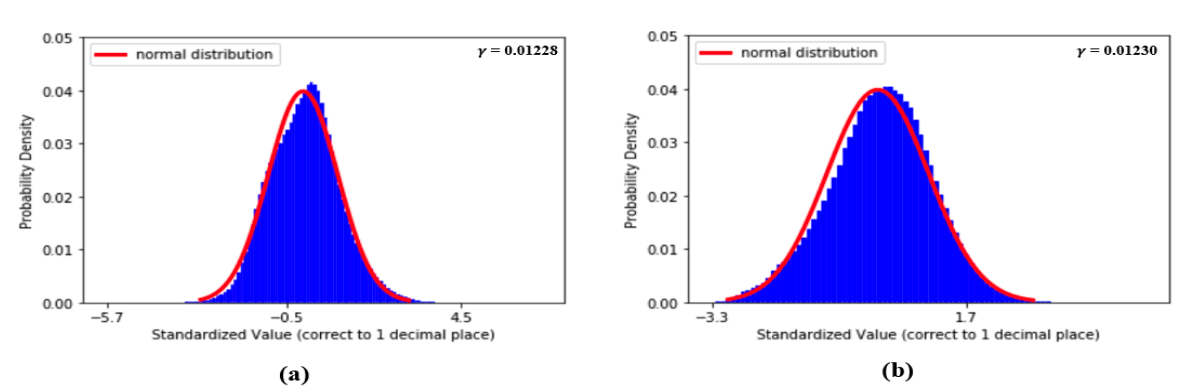 0.05
normal distribution
γ = 0.01228
0.04
0.03
0.02
0.01
0.00
Probability Density
−5.7
−0.5
4.5
Standardized Value (correct to 1 decimal place)
(a)
0.05
normal distribution
γ = 0.01230
0.04
0.03
0.02
0.01
0.00
Probability Density
−3.3
1.7
Standardized Value (correct to 1 decimal place)
(b)